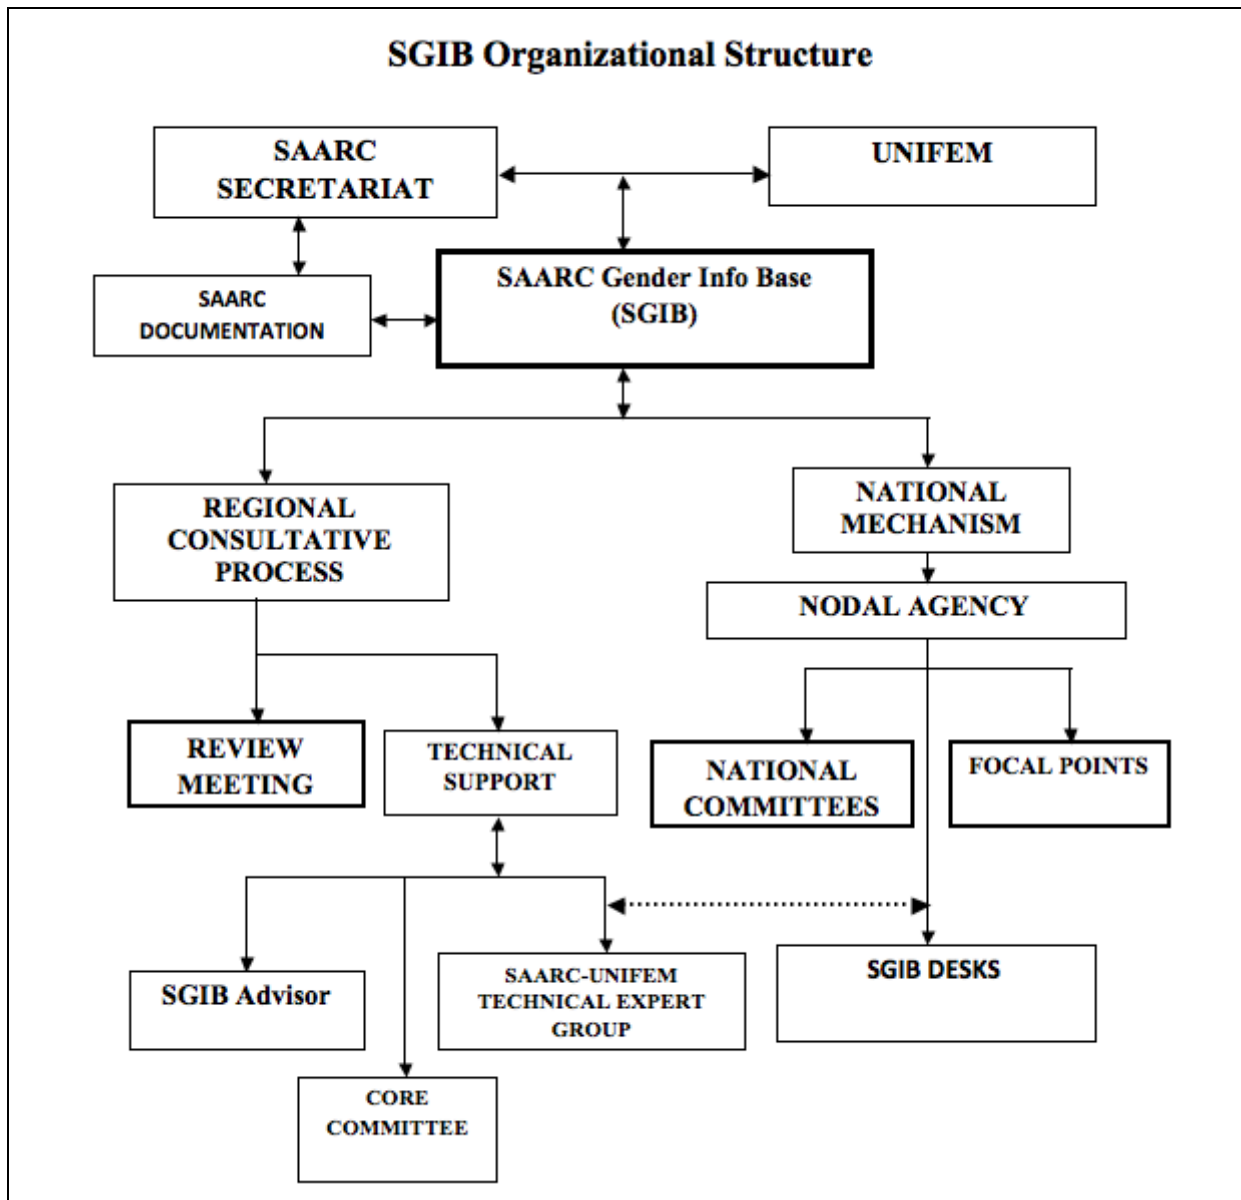 SGIB Organizational Structure
SAARC
SECRETARIAT
UNIFEM
SAARC
DOCUMENTATION
SAARC Gender Info Base
(SGIB)
REGIONAL
CONSULTATIVE
PROCESS
NATIONAL
MECHANISM
NODAL AGENCY
REVIEW
MEETING
TECHNICAL
SUPPORT
NATIONAL
COMMITTEES
FOCAL POINTS
SGIB Advisor
SAARC-UNIFEM
TECHNICAL EXPERT
GROUP
SGIB DESKS
CORE
COMMITTEE